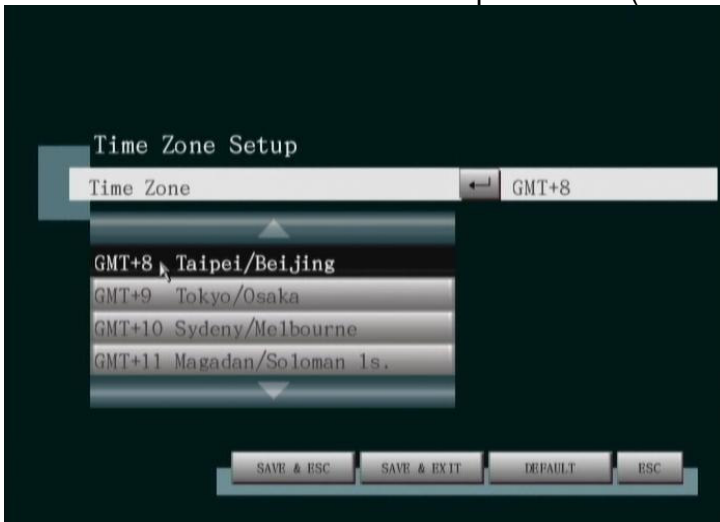 Time Zone Setup
Time Zone GMT+8
GMT+8 Taipei/Beijing
GMT+9 Tokyo/Osaka
GMT+10 Sydeny/Melbourne
GMT+11 Magadan/Soloman 1s.
SAVE & ESC SAVE & EXIT DEFAULT ESC